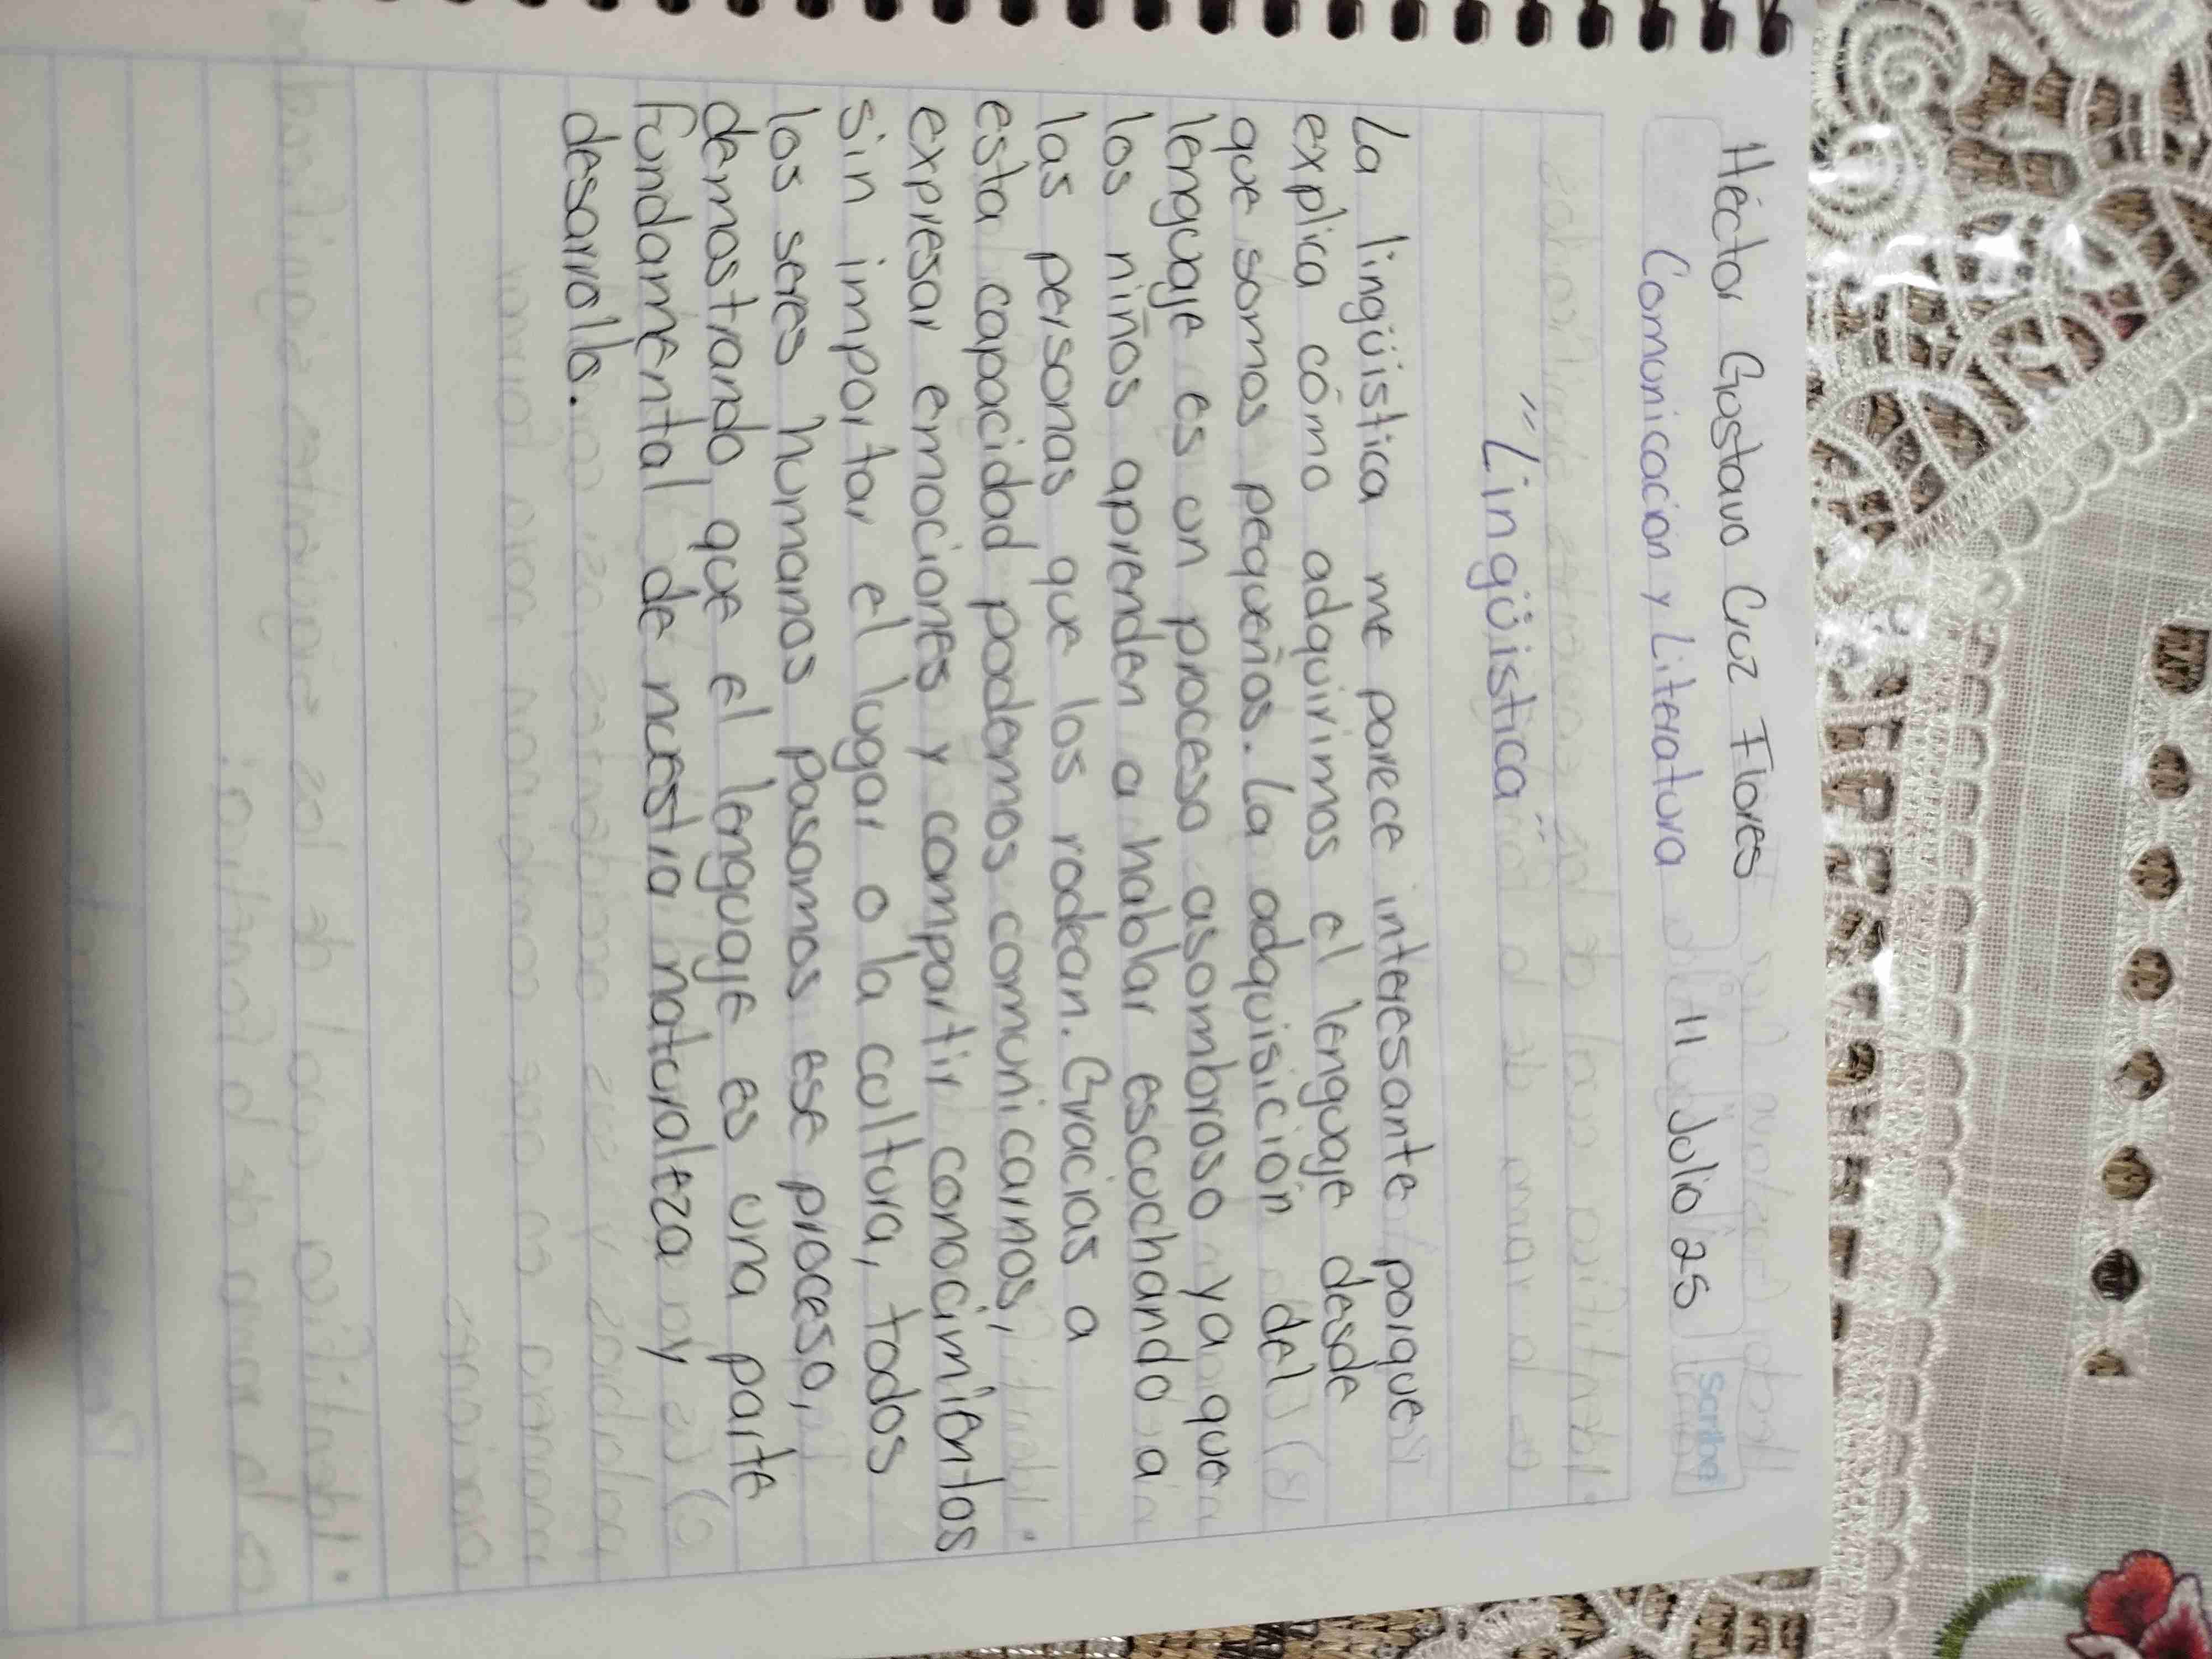 Héctor Gustavo Cruz Flores
Comunicacion y Literatura 11 Julio 25
Scribe
"Lingüistica"
La lingüistica me parece interesante porque
explica cómo adquirimos el lenguaje desde
que somos pequeños. La adquisición del
lenguaje es un proceso asombroso ya que
los niños aprenden a hablar escuchando a
las personas que los rodean. Gracias a
esta capacidad podemos comunicarnos,
expresar emociones y compartir conocimientos
sin importar el lugar o la cultura, todos
los seres humanos pasamos ese proceso,
demostrando que el lenguaje es una parte
fundamental de nuestra naturaleza y
desarrollo.